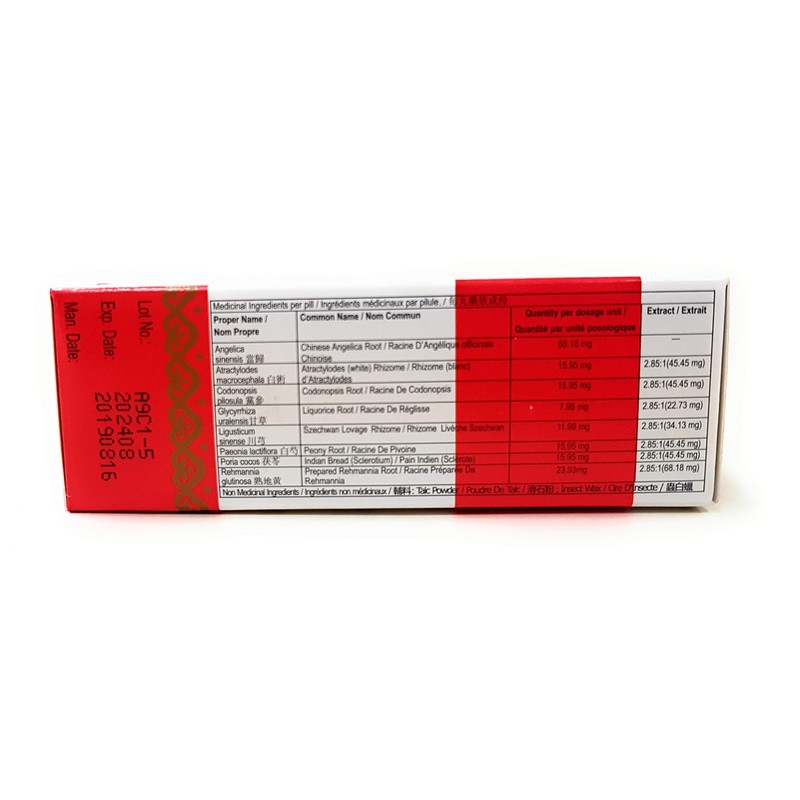 Lot No.: A9C1-5
Exp. Date: 202408
Man. Date: 20190816
Medicinal Ingredients per pill / Ingrédients médicinaux par pilule. / 每丸藥效成份
Proper Name / Nom Propre Common Name / Nom Commun Quantity per dosage unit / Quantité par unité posologique Extract / Extrait
Angelica Chinese Angelica Root / Racine D'Angélique officinale 68.18 mg —
sinensis 當歸 Chinoise
Atractylodes Atractylodes (white) Rhizome / Rhizome (blanc) 15.95 mg 2.85:1(45.45 mg)
macrocephala 白術 d'Atractylodes
Codonopsis Codonopsis Root / Racine De Codonopsis 15.95 mg 2.85:1(45.45 mg)
pilosula 黨參
Glycyrrhiza Liquorice Root / Racine De Réglisse 7.98 mg 2.85:1(22.73 mg)
uralensis 甘草
Ligusticum Szechwan Lovage Rhizome / Rhizome Livèche Szechwan 11.98 mg 2.85:1(34.13 mg)
sinense 川芎
Paeonia lactiflora 白芍 Peony Root / Racine De Pivoine 15.95 mg 2.85:1(45.45 mg)
Poria cocos 茯苓 Indian Bread (Sclerotium) / Pain Indien (Sclerote) 15.95 mg 2.85:1(45.45 mg)
Rehmannia Prepared Rehmannia Root / Racine Préparée De 23.93mg 2.85:1(68.18 mg)
glutinosa 熟地黃 Rehmannia
Non Medicinal Ingredients / Ingrédients non médicinaux / 輔料: Talc Powder / Poudre De Talc / 滑石粉 ; Insect Wax / Cire D'Insecte / 蟲白蠟